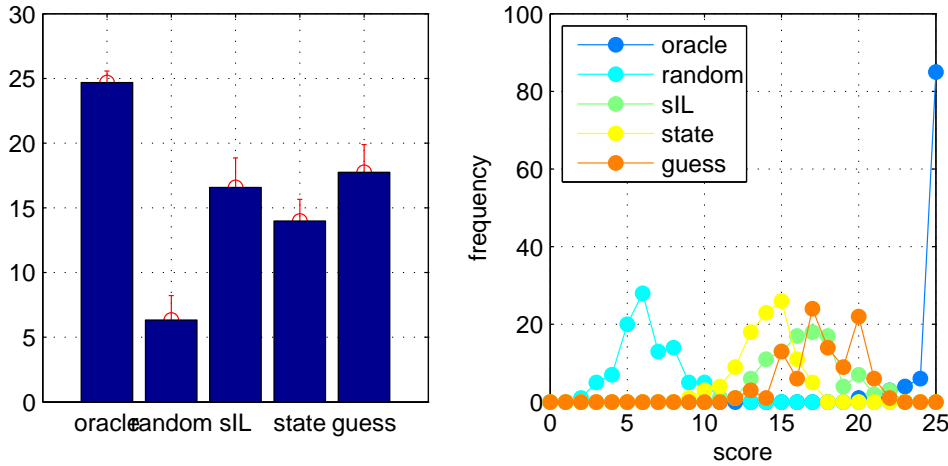 30
25
20
15
10
5
0
oracle random sIL state guess
100
80
60
40
20
0
frequency
oracle
random
sIL
state
guess
0 5 10 15 20 25
score